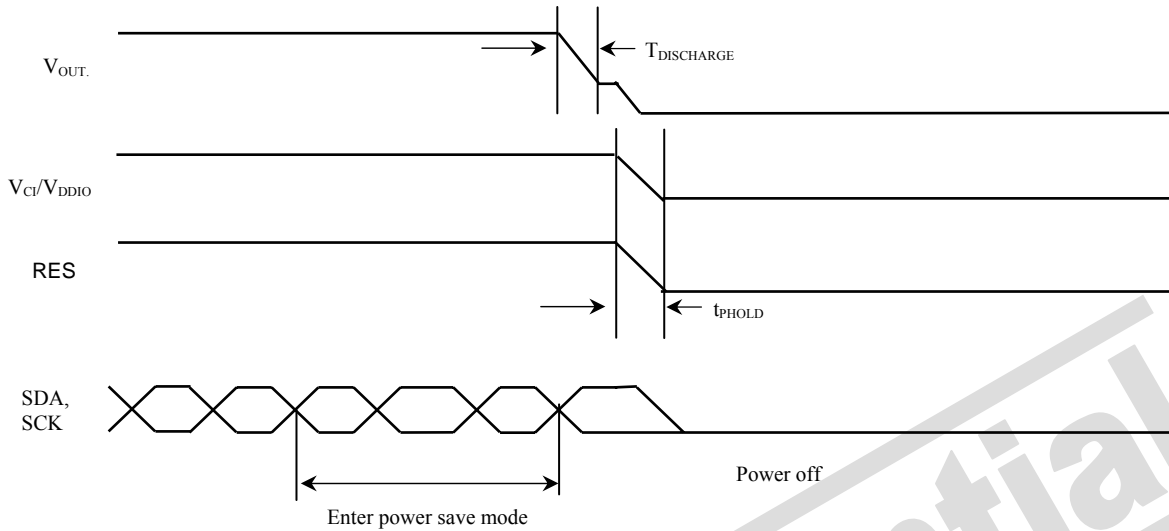 V_OUT.
T_DISCHARGE
V_CI/V_DDIO
RES
t_PHOLD
SDA,
SCK
Power off
Enter power save mode